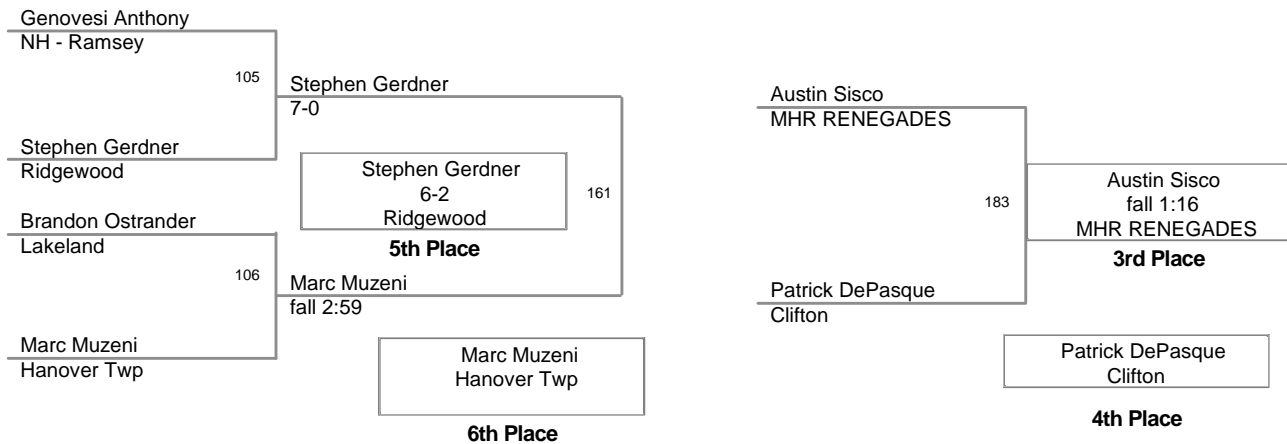 Genovesi Anthony
NH - Ramsey
105
Stephen Gerdner
7-0
Stephen Gerdner
Ridgewood
Stephen Gerdner
6-2
Ridgewood
5th Place
161
Brandon Ostrander
Lakeland
106
Marc Muzeni
fall 2:59
Marc Muzeni
Hanover Twp
Marc Muzeni
Hanover Twp
6th Place
Austin Sisco
MHR RENEGADES
183
Austin Sisco
fall 1:16
MHR RENEGADES
3rd Place
Patrick DePasque
Clifton
Patrick DePasque
Clifton
4th Place